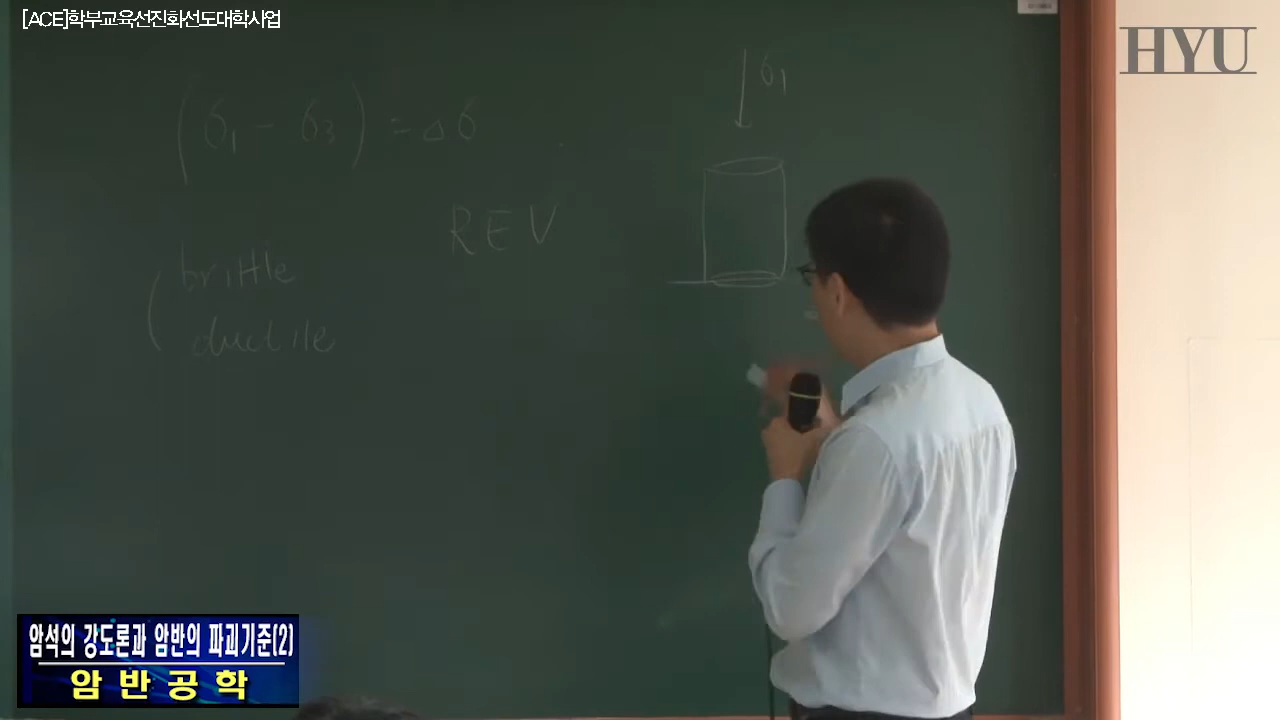 [ACE]학부교육선진화선도대학사업
HYU
(σ1 - σ3) = △σ
σ1
REV
brittle
ductile
암석의 강도론과 암반의 파괴기준(2)
암반공학